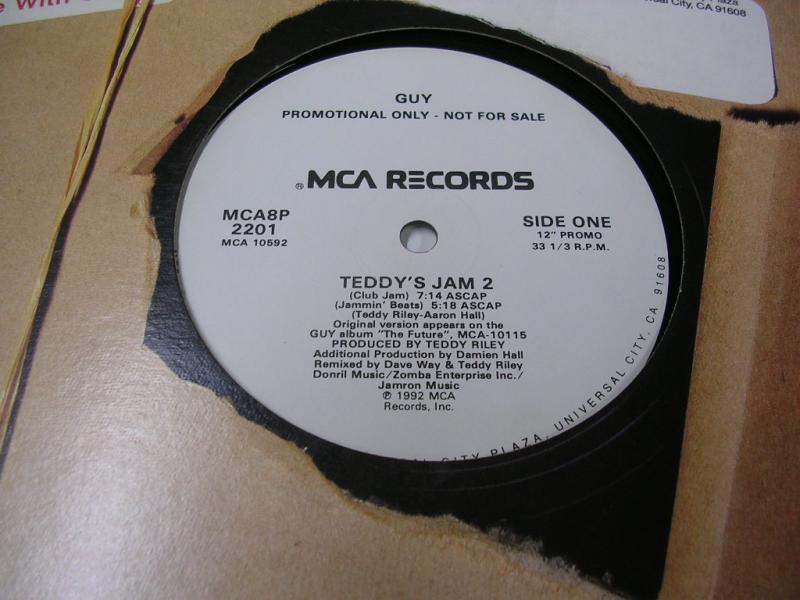 e With
Plaza
Universal City, CA 91608
GUY
PROMOTIONAL ONLY - NOT FOR SALE
® MCA RECORDS
MCA8P
2201
MCA 10592
SIDE ONE
12" PROMO
33 1/3 R.P.M.
TEDDY'S JAM 2
(Club Jam) 7:14 ASCAP
(Jammin' Beats) 5:18 ASCAP
(Teddy Riley-Aaron Hall)
Original version appears on the
GUY album "The Future", MCA-10115
PRODUCED BY TEDDY RILEY
Additional Production by Damien Hall
Remixed by Dave Way & Teddy Riley
Donril Music/Zomba Enterprise Inc./
Jamron Music
℗ 1992 MCA
Records, Inc.
CITY PLAZA, UNIVERSAL CITY, CA 91608